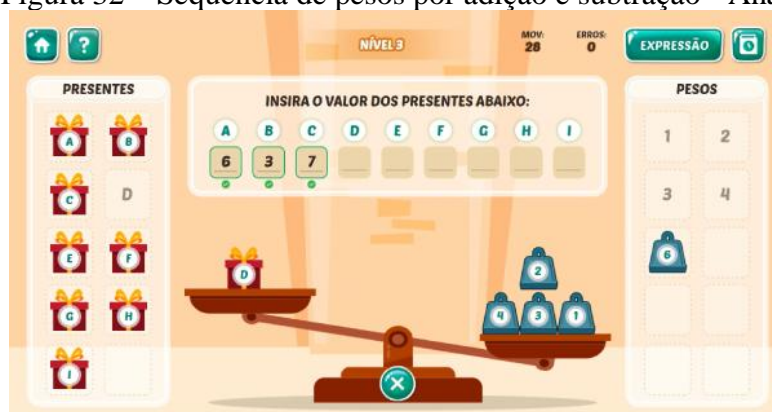 Figura 32 – Sequência de pesos por adição e subtração - Ana
?
NÍVEL 3
MOV:
28
ERROS:
0
EXPRESSÃO
PRESENTES
INSIRA O VALOR DOS PRESENTES ABAIXO:
PESOS
A B C D E F G H I
6 3 7
A B
C D
E F
G H
I
1 2
3 4
6
D
2
4 3 1
X